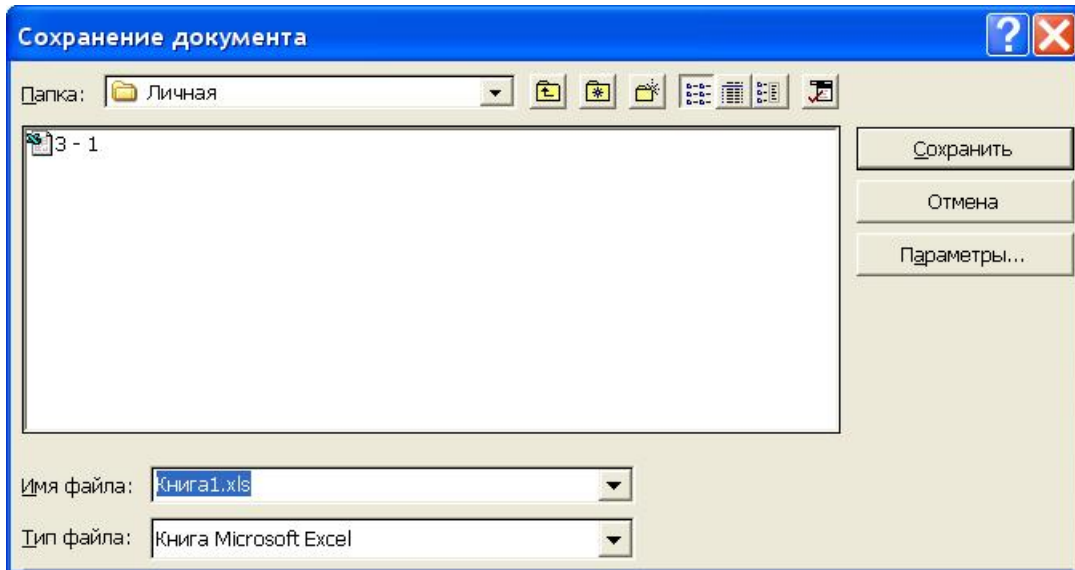 Сохранение документа
Папка: Личная
3 - 1
Сохранить
Отмена
Параметры...
Имя файла: Книга1.xls
Тип файла: Книга Microsoft Excel